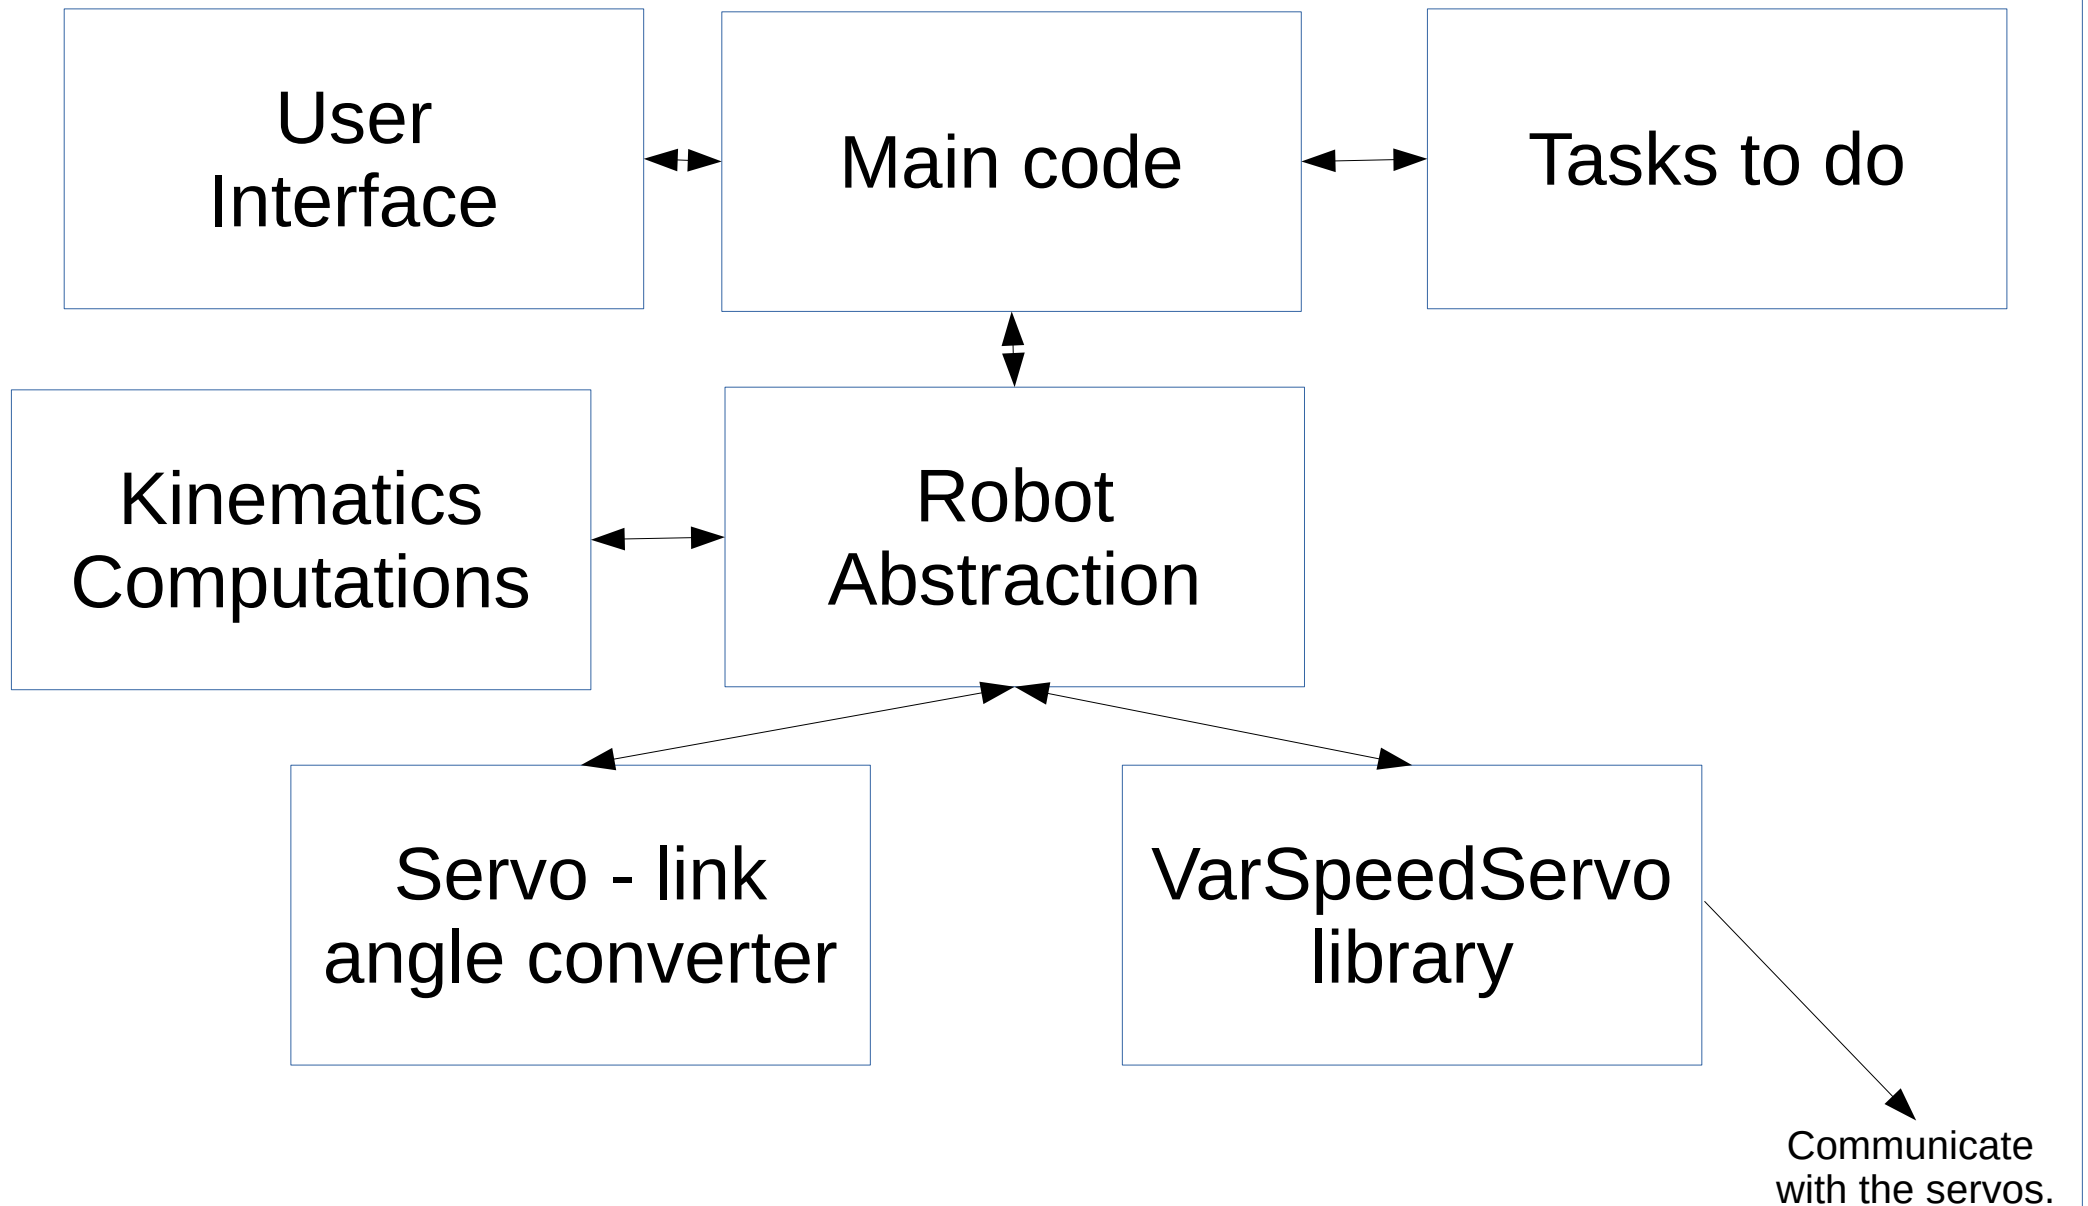 User
Interface
Main code
Tasks to do
Kinematics
Computations
Robot
Abstraction
Servo - link
angle converter
VarSpeedServo
library
Communicate
with the servos.